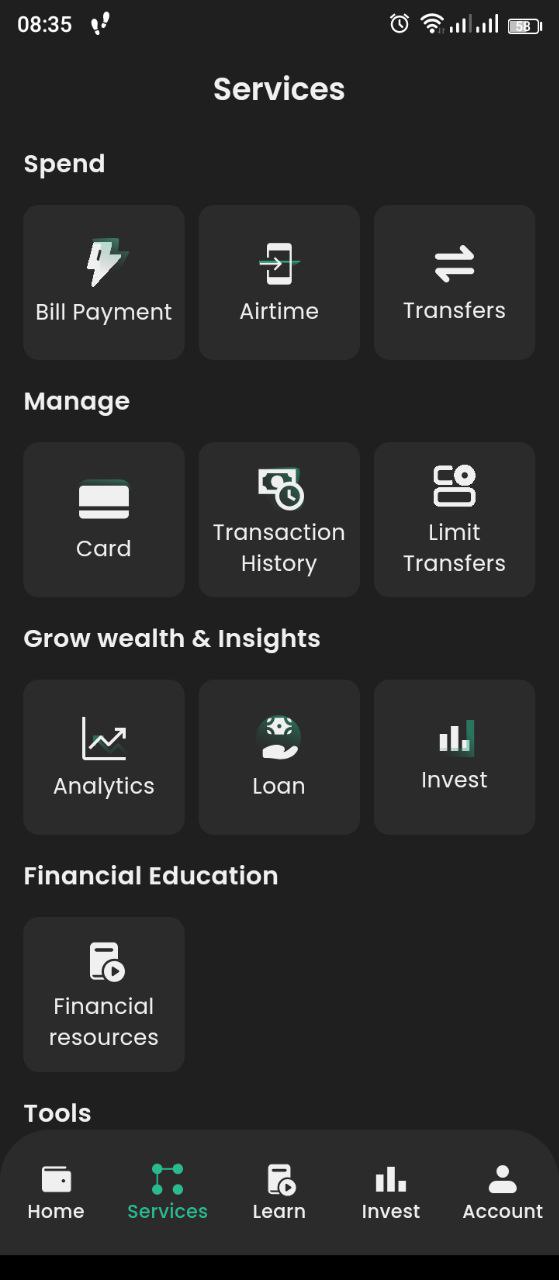 08:35
58
Services
Spend
Bill Payment
Airtime
Transfers
Manage
Card
Transaction
History
Limit
Transfers
Grow wealth & Insights
Analytics
Loan
Invest
Financial Education
Financial
resources
Tools
Home
Services
Learn
Invest
Account